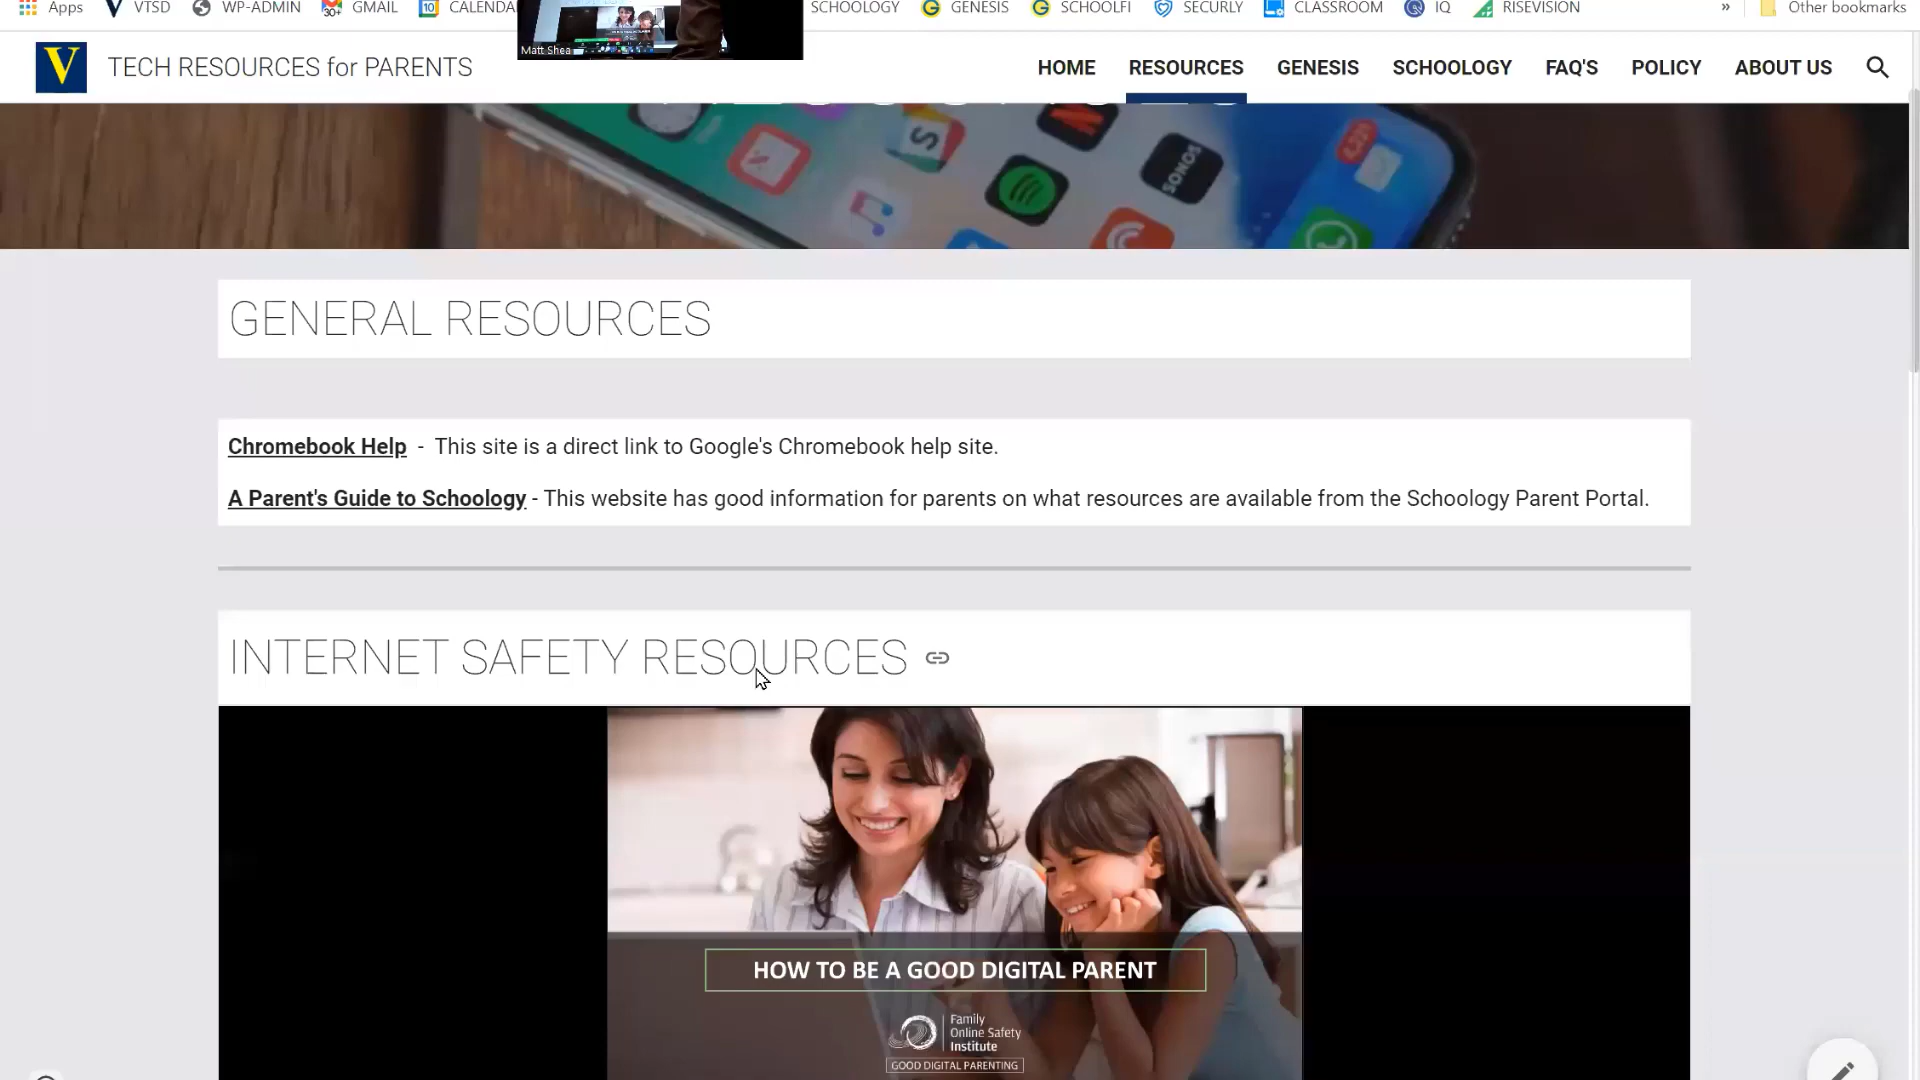 Apps VTSD WP-ADMIN GMAIL CALENDA SCHOOLOGY GENESIS SCHOOLFI SECURLY CLASSROOM IQ RISEVISION » Other bookmarks
Matt Shea
V TECH RESOURCES for PARENTS HOME RESOURCES GENESIS SCHOOLOGY FAQ'S POLICY ABOUT US
SONOS
GENERAL RESOURCES
Chromebook Help - This site is a direct link to Google's Chromebook help site.
A Parent's Guide to Schoology - This website has good information for parents on what resources are available from the Schoology Parent Portal.
INTERNET SAFETY RESOURCES
HOW TO BE A GOOD DIGITAL PARENT
Family
Online Safety
Institute
GOOD DIGITAL PARENTING